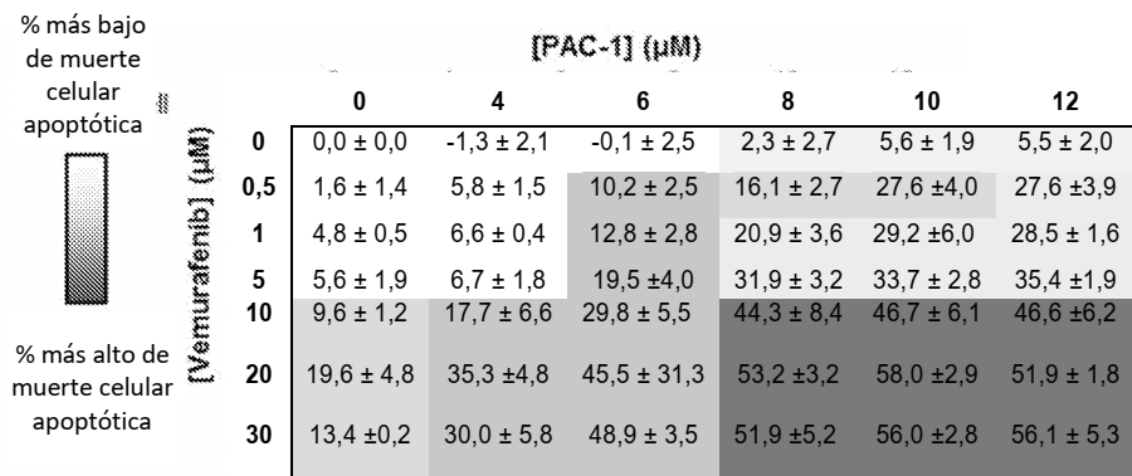 % más bajo
de muerte
celular
apoptótica
% más alto de
muerte celular
apoptótica
[PAC-1] (µM)
[Vemurafenib] (µM)
0 4 6 8 10 12
0 0,0 ± 0,0 -1,3 ± 2,1 -0,1 ± 2,5 2,3 ± 2,7 5,6 ± 1,9 5,5 ± 2,0
0,5 1,6 ± 1,4 5,8 ± 1,5 10,2 ± 2,5 16,1 ± 2,7 27,6 ±4,0 27,6 ±3,9
1 4,8 ± 0,5 6,6 ± 0,4 12,8 ± 2,8 20,9 ± 3,6 29,2 ±6,0 28,5 ± 1,6
5 5,6 ± 1,9 6,7 ± 1,8 19,5 ±4,0 31,9 ± 3,2 33,7 ± 2,8 35,4 ±1,9
10 9,6 ± 1,2 17,7 ± 6,6 29,8 ± 5,5 44,3 ± 8,4 46,7 ± 6,1 46,6 ±6,2
20 19,6 ± 4,8 35,3 ±4,8 45,5 ± 31,3 53,2 ±3,2 58,0 ±2,9 51,9 ± 1,8
30 13,4 ±0,2 30,0 ± 5,8 48,9 ± 3,5 51,9 ±5,2 56,0 ±2,8 56,1 ± 5,3